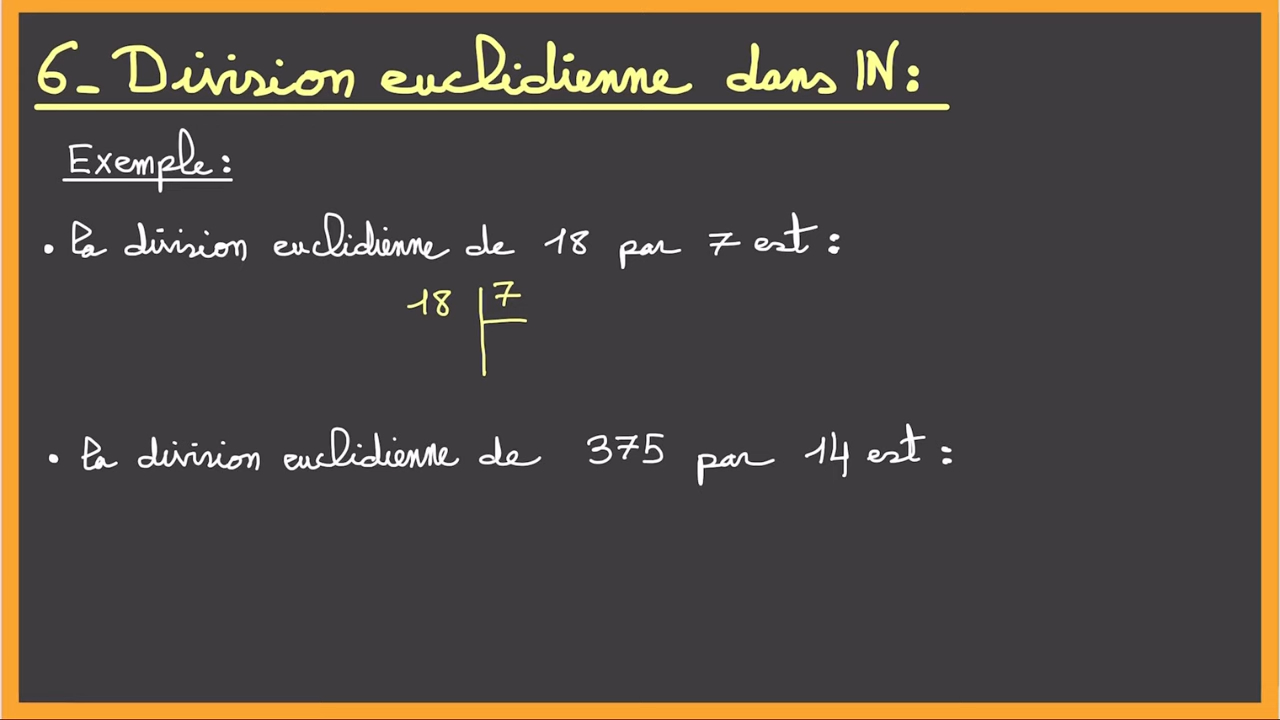 6_ Division euclidienne dans IN:
Exemple:
• la division euclidienne de 18 par 7 est:
18 | 7
• la division euclidienne de 375 par 14 est: